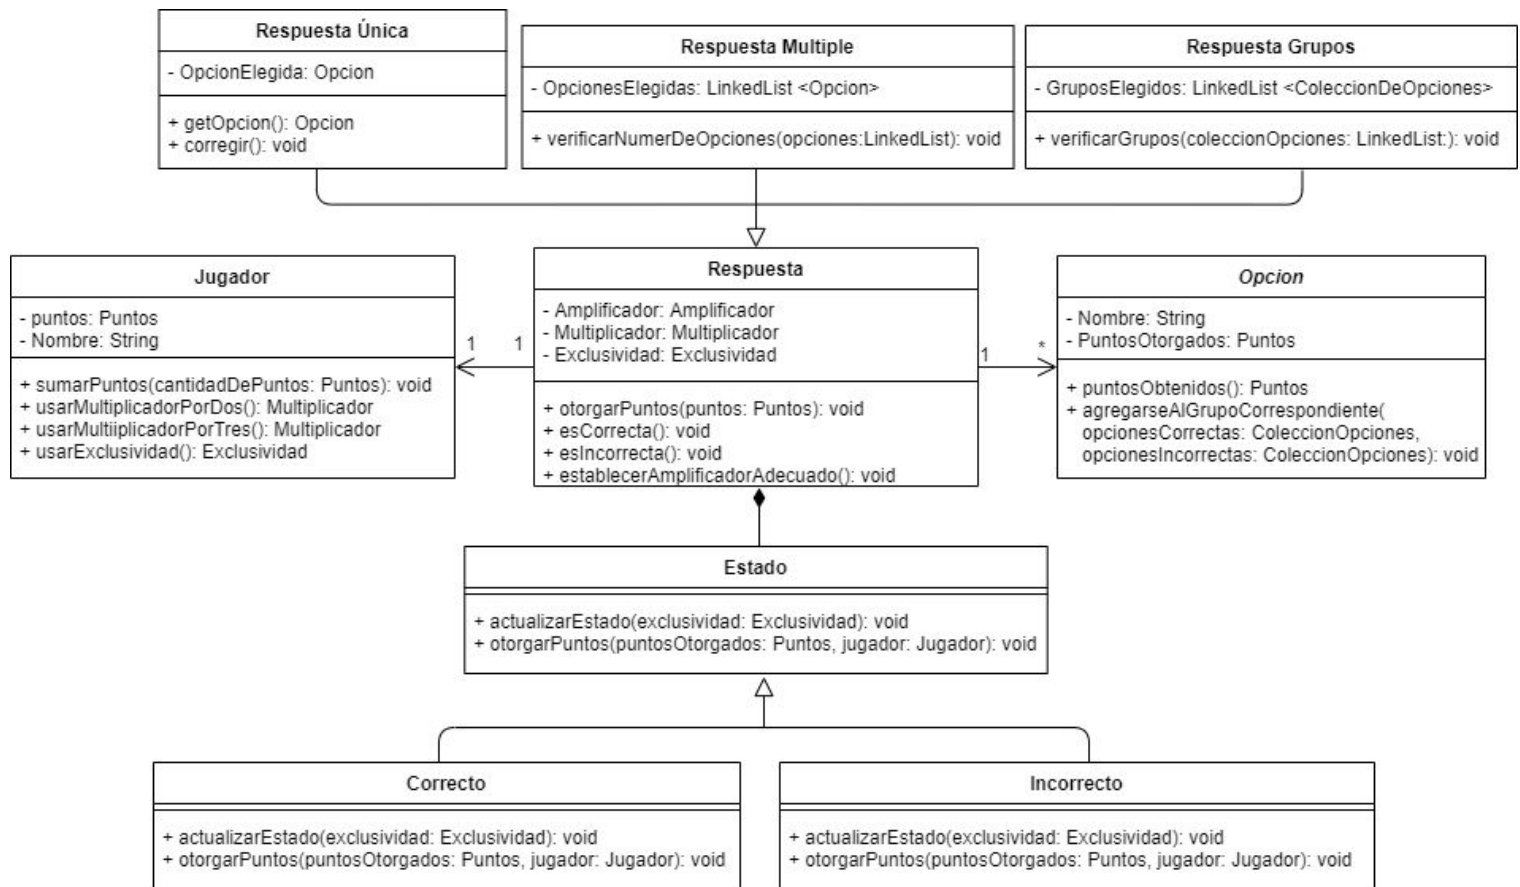 Respuesta Única
- OpcionElegida: Opcion
+ getOpcion(): Opcion
+ corregir(): void
Respuesta Multiple
- OpcionesElegidas: LinkedList <Opcion>
+ verificarNumerDeOpciones(opciones:LinkedList): void
Respuesta Grupos
- GruposElegidos: LinkedList <ColeccionDeOpciones>
+ verificarGrupos(coleccionOpciones: LinkedList:): void
Jugador
- puntos: Puntos
- Nombre: String
+ sumarPuntos(cantidadDePuntos: Puntos): void
+ usarMultiplicadorPorDos(): Multiplicador
+ usarMultiiplicadorPorTres(): Multiplicador
+ usarExclusividad(): Exclusividad
1
1
Respuesta
- Amplificador: Amplificador
- Multiplicador: Multiplicador
- Exclusividad: Exclusividad
+ otorgarPuntos(puntos: Puntos): void
+ esCorrecta(): void
+ esIncorrecta(): void
+ establecerAmplificadorAdecuado(): void
1
*
Opcion
- Nombre: String
- PuntosOtorgados: Puntos
+ puntosObtenidos(): Puntos
+ agregarseAlGrupoCorrespondiente(
opcionesCorrectas: ColeccionOpciones,
opcionesIncorrectas: ColeccionOpciones): void
Estado
+ actualizarEstado(exclusividad: Exclusividad): void
+ otorgarPuntos(puntosOtorgados: Puntos, jugador: Jugador): void
Correcto
+ actualizarEstado(exclusividad: Exclusividad): void
+ otorgarPuntos(puntosOtorgados: Puntos, jugador: Jugador): void
Incorrecto
+ actualizarEstado(exclusividad: Exclusividad): void
+ otorgarPuntos(puntosOtorgados: Puntos, jugador: Jugador): void